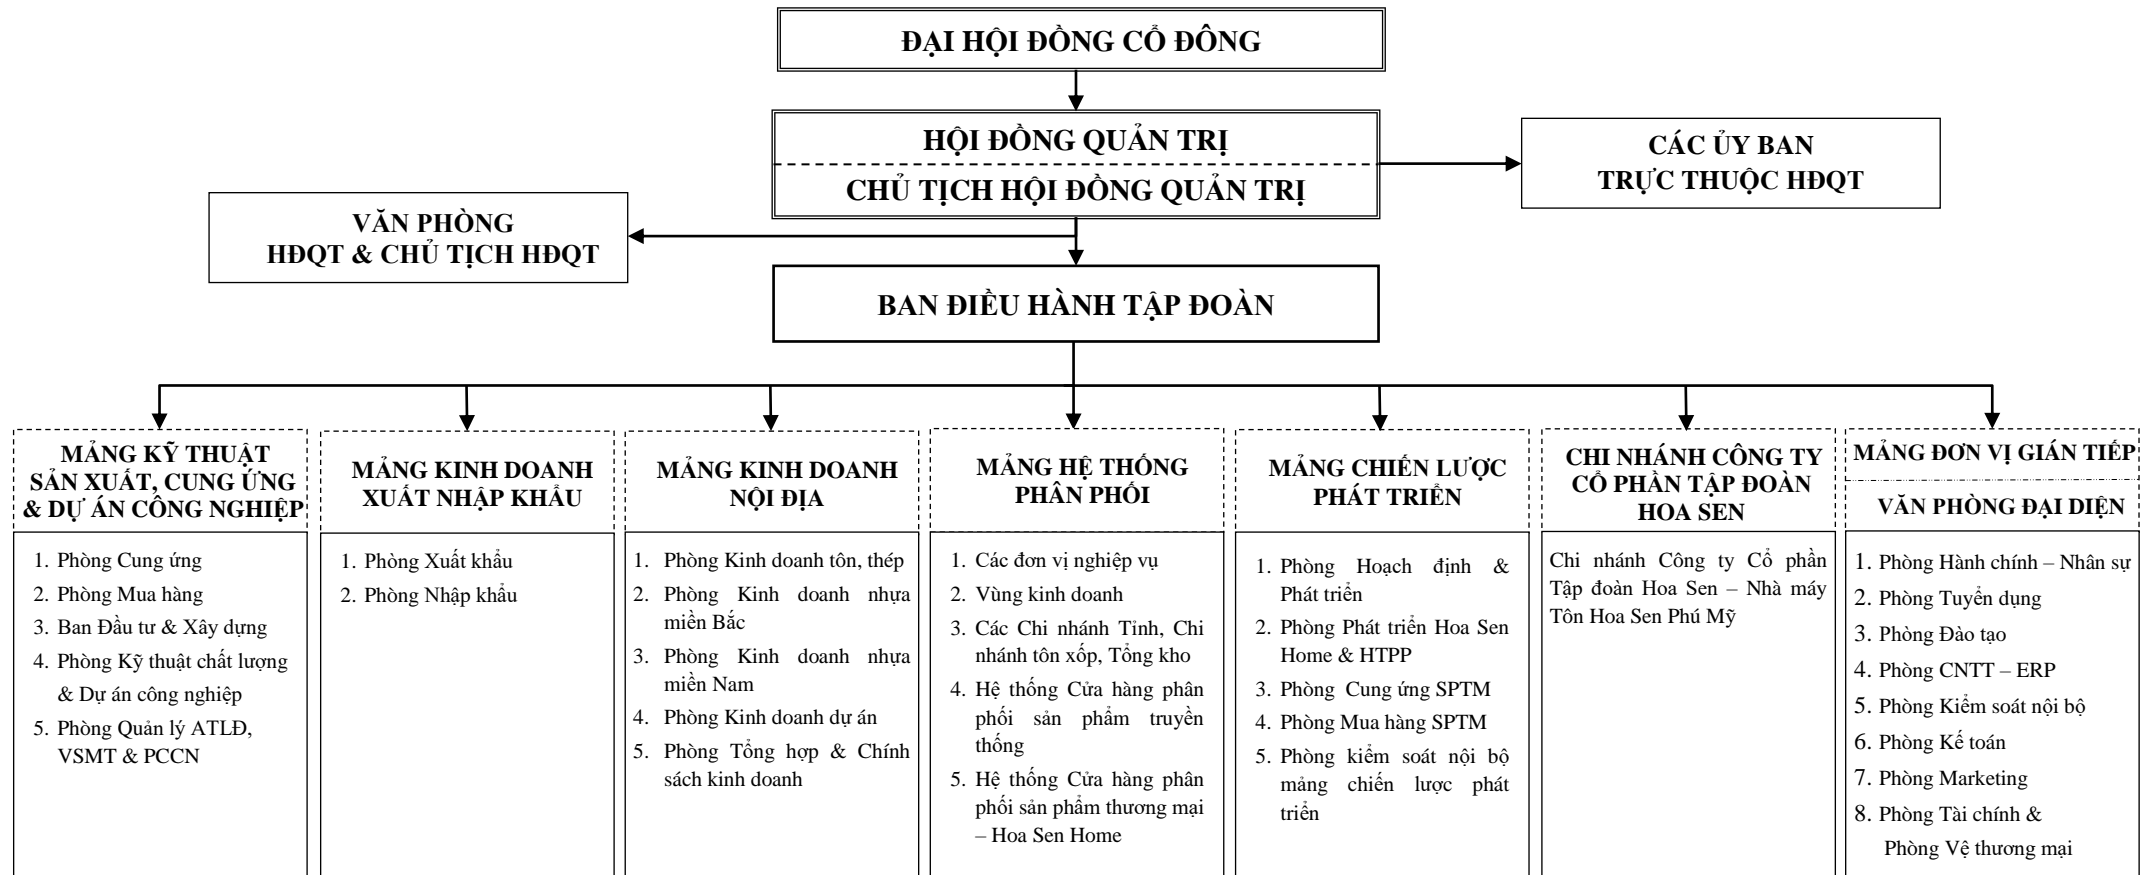 ĐẠI HỘI ĐỒNG CỔ ĐÔNG
HỘI ĐỒNG QUẢN TRỊ
CHỦ TỊCH HỘI ĐỒNG QUẢN TRỊ
CÁC ỦY BAN
TRỰC THUỘC HĐQT
VĂN PHÒNG
HĐQT & CHỦ TỊCH HĐQT
BAN ĐIỀU HÀNH TẬP ĐOÀN
MẢNG KỸ THUẬT
SẢN XUẤT, CUNG ỨNG
& DỰ ÁN CÔNG NGHIỆP
1. Phòng Cung ứng
2. Phòng Mua hàng
3. Ban Đầu tư & Xây dựng
4. Phòng Kỹ thuật chất lượng
& Dự án công nghiệp
5. Phòng Quản lý ATLĐ,
VSMT & PCCN
MẢNG KINH DOANH
XUẤT NHẬP KHẨU
1. Phòng Xuất khẩu
2. Phòng Nhập khẩu
MẢNG KINH DOANH
NỘI ĐỊA
1. Phòng Kinh doanh tôn, thép
2. Phòng Kinh doanh nhựa
miền Bắc
3. Phòng Kinh doanh nhựa
miền Nam
4. Phòng Kinh doanh dự án
5. Phòng Tổng hợp & Chính
sách kinh doanh
MẢNG HỆ THỐNG
PHÂN PHỐI
1. Các đơn vị nghiệp vụ
2. Vùng kinh doanh
3. Các Chi nhánh Tỉnh, Chi
nhánh tôn xốp, Tổng kho
4. Hệ thống Cửa hàng phân
phối sản phẩm truyền
thống
5. Hệ thống Cửa hàng phân
phối sản phẩm thương mại
– Hoa Sen Home
MẢNG CHIẾN LƯỢC
PHÁT TRIỂN
1. Phòng Hoạch định &
Phát triển
2. Phòng Phát triển Hoa Sen
Home & HTPP
3. Phòng Cung ứng SPTM
4. Phòng Mua hàng SPTM
5. Phòng kiểm soát nội bộ
mảng chiến lược phát
triển
CHI NHÁNH CÔNG TY
CỔ PHẦN TẬP ĐOÀN
HOA SEN
Chi nhánh Công ty Cổ phần
Tập đoàn Hoa Sen – Nhà máy
Tôn Hoa Sen Phú Mỹ
MẢNG ĐƠN VỊ GIÁN TIẾP
VĂN PHÒNG ĐẠI DIỆN
1. Phòng Hành chính – Nhân sự
2. Phòng Tuyển dụng
3. Phòng Đào tạo
4. Phòng CNTT – ERP
5. Phòng Kiểm soát nội bộ
6. Phòng Kế toán
7. Phòng Marketing
8. Phòng Tài chính &
Phòng Vệ thương mại